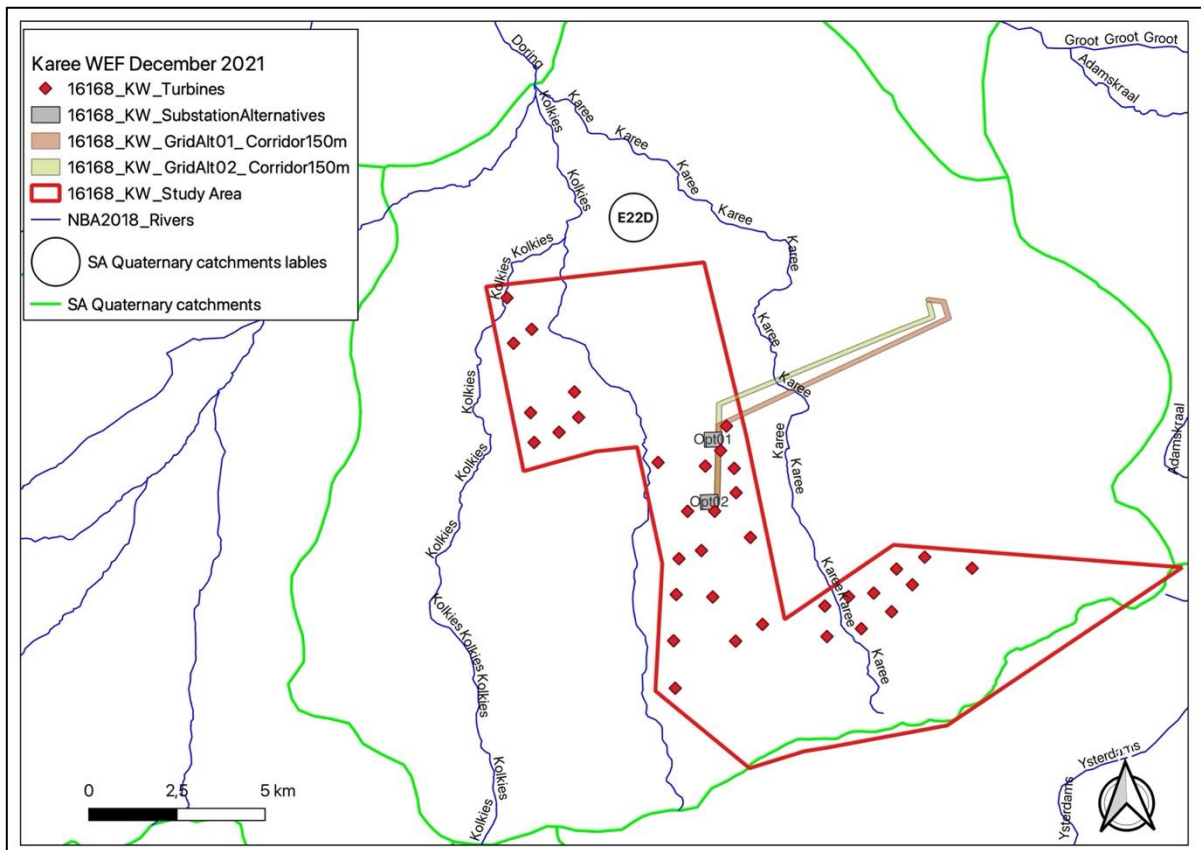 Karee WEF December 2021
16168_KW_Turbines
16168_KW_SubstationAlternatives
16168_KW_GridAlt01_Corridor150m
16168_KW_GridAlt02_Corridor150m
16168_KW_Study Area
NBA2018_Rivers
SA Quaternary catchments lables
SA Quaternary catchments
Doring
Groot Groot Groot
Adamskraal
Kolkies
Karee
Karee
Karee
Karee
Kolkies
Karee
E22D
Kolkies
Karee
Kolkies
Karee
Karee
Kolkies
Opt01
Karee
Karee
Adamskraal
Kolkies
Opt02
Kolkies
Karee
Karee
Kolkies
Kolkies
Kolkies
Karee
Kolkies
Kolkies
Ysterdams
Ysterdams
0 2,5 5 km